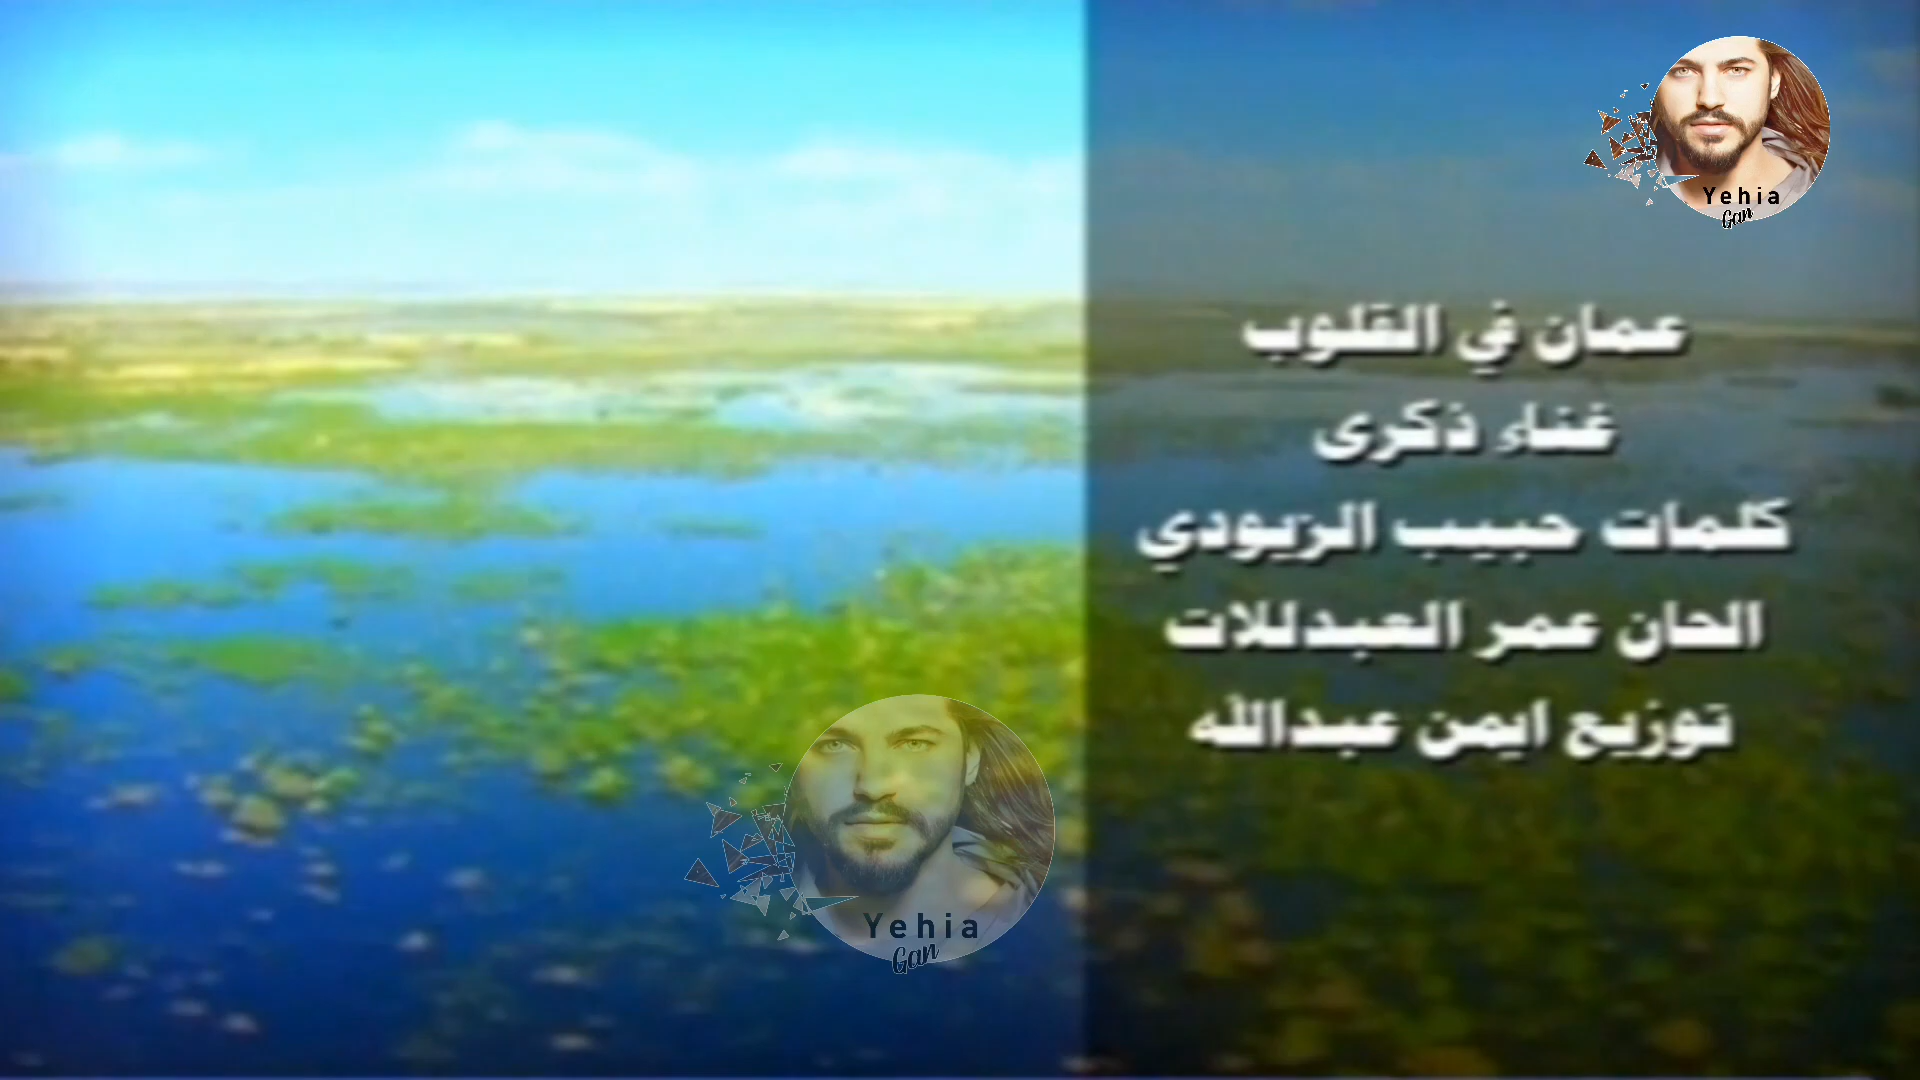 Yehia
Gan
عمان في القلوب
غناء ذكرى
كلمات حبيب الزيودي
الحان عمر العبدللات
توزيع ايمن عبدالله
Yehia
Gan